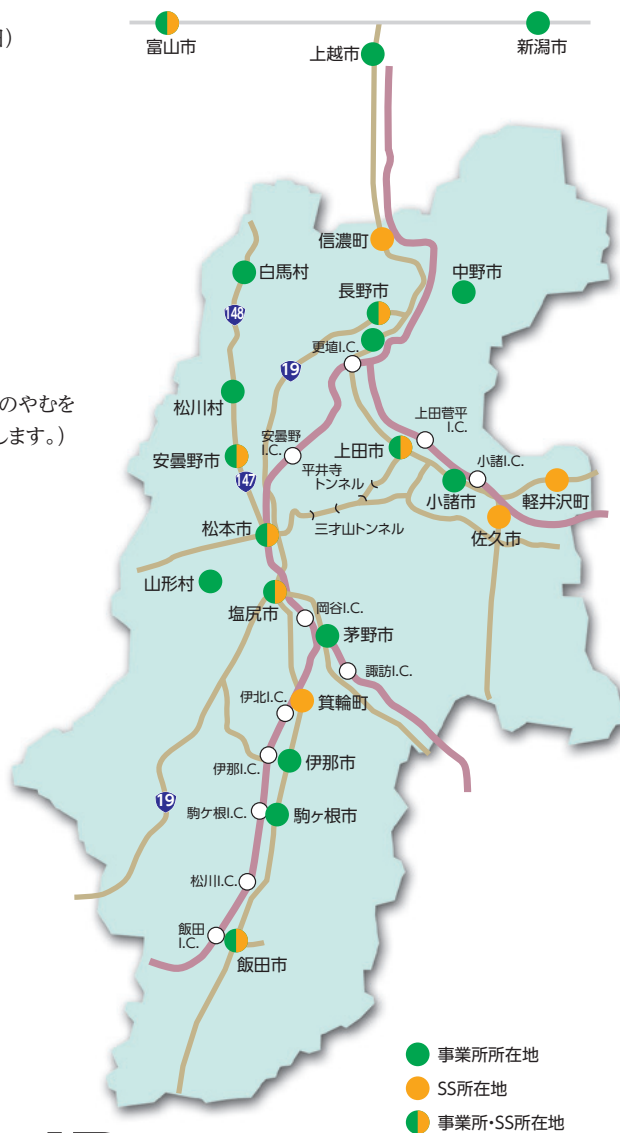 )
富山市
上越市
新潟市
信濃町
白馬村
中野市
長野市
148
更埴I.C.
19
のやむを
します。)
松川村
上田菅平
I.C.
安曇野
I.C.
上田市
小諸I.C.
安曇野市
平井寺
トンネル
147
小諸市
軽井沢町
松本市
三才山トンネル
佐久市
山形村
塩尻市
岡谷I.C.
茅野市
諏訪I.C.
伊北I.C.
箕輪町
伊那I.C.
伊那市
19
駒ケ根I.C.
駒ヶ根市
松川I.C.
飯田
I.C.
飯田市
事業所所在地
SS所在地
事業所・SS所在地